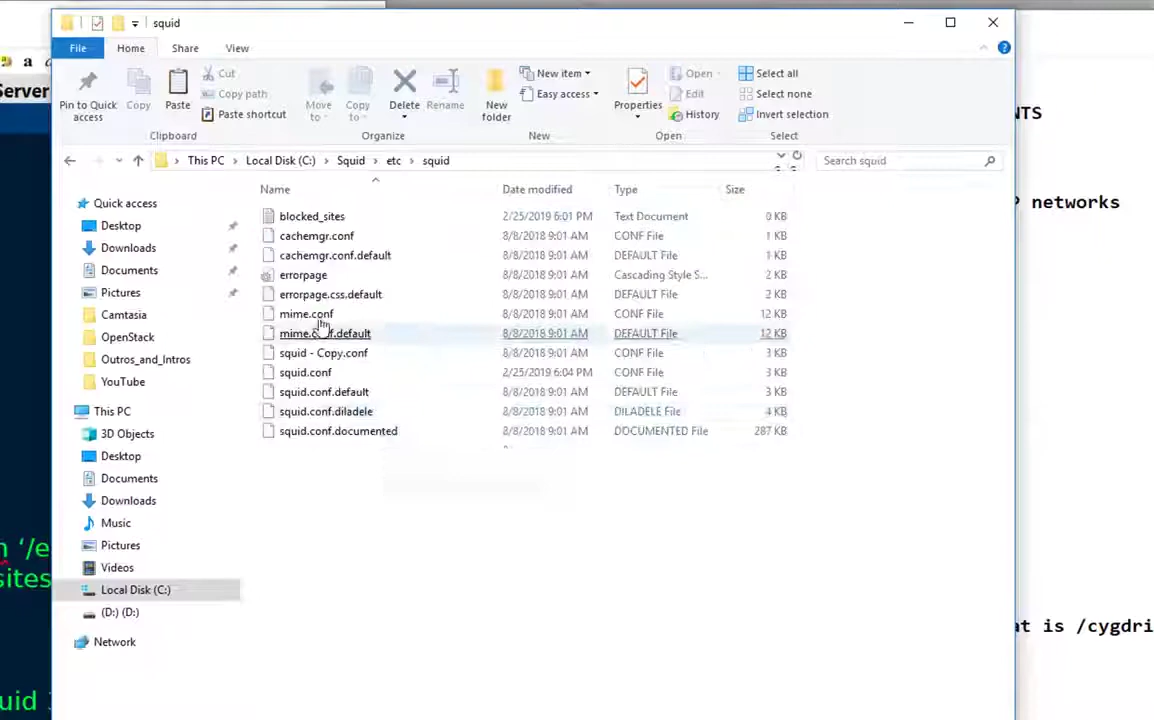 squid
File Home Share View
a
Server
Pin to Quick access
Copy
Paste
Cut
Copy path
Paste shortcut
Move to
Copy to
Delete
Rename
New folder
New item
Easy access
Properties
Open
Edit
History
Select all
Select none
Invert selection
Clipboard Organize New Open Select
NTS
This PC Local Disk (C:) Squid etc squid
Search squid
networks
Name Date modified Type Size
blocked_sites 2/25/2019 6:01 PM Text Document 0 KB
cachemgr.conf 8/8/2018 9:01 AM CONF File 1 KB
cachemgr.conf.default 8/8/2018 9:01 AM DEFAULT File 1 KB
errorpage 8/8/2018 9:01 AM Cascading Style S... 2 KB
errorpage.css.default 8/8/2018 9:01 AM DEFAULT File 2 KB
mime.conf 8/8/2018 9:01 AM CONF File 12 KB
mime.conf.default 8/8/2018 9:01 AM DEFAULT File 12 KB
squid - Copy.conf 8/8/2018 9:01 AM CONF File 3 KB
squid.conf 2/25/2019 6:04 PM CONF File 3 KB
squid.conf.default 8/8/2018 9:01 AM DEFAULT File 3 KB
squid.conf.diladele 8/8/2018 9:01 AM DILADELE File 4 KB
squid.conf.documented 8/8/2018 9:01 AM DOCUMENTED File 287 KB
Quick access
Desktop
Downloads
Documents
Pictures
Camtasia
OpenStack
Outros_and_Intros
YouTube
This PC
3D Objects
Desktop
Documents
Downloads
Music
Pictures
Videos
Local Disk (C:)
(D:) (D:)
Network
n '/e
sites
at is /cygdri
uid